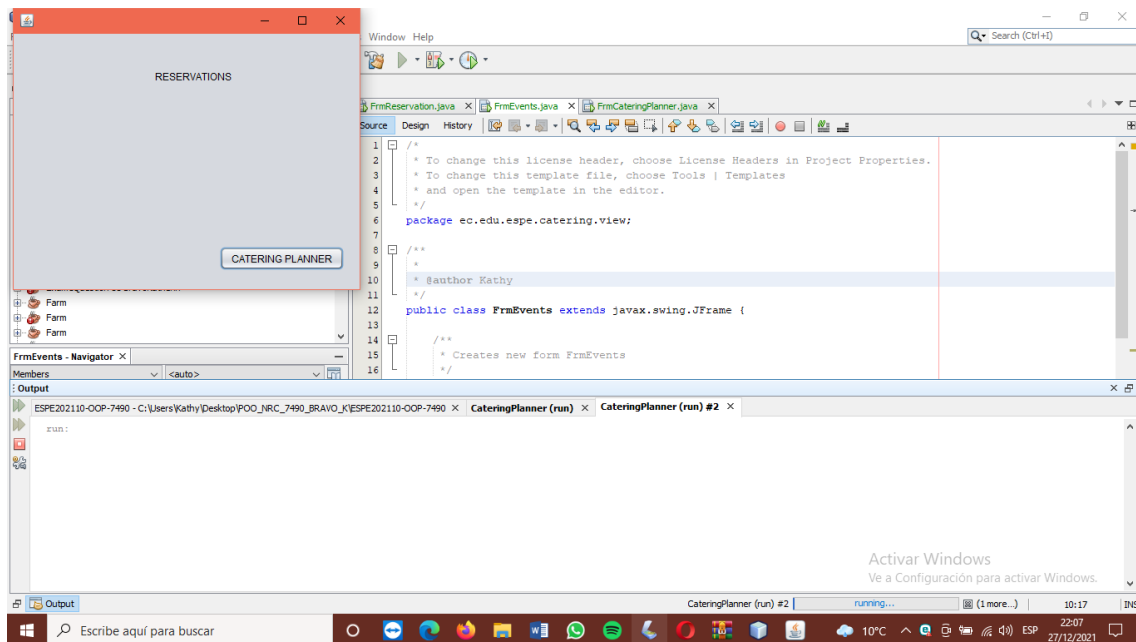 Window Help
Search (Ctrl+I)
RESERVATIONS
CATERING PLANNER
FrmReservation.java
FrmEvents.java
FrmCateringPlanner.java
Source Design History
1 /*
2 * To change this license header, choose License Headers in Project Properties.
3 * To change this template file, choose Tools | Templates
4 * and open the template in the editor.
5 */
6 package ec.edu.espe.catering.view;
7
8 /**
9 *
10 * @author Kathy
11 */
12 public class FrmEvents extends javax.swing.JFrame {
13
14 /**
15 * Creates new form FrmEvents
16 */
Farm
Farm
Farm
FrmEvents - Navigator
Members <auto>
Output
ESPE202110-OOP-7490 - C:\Users\Kathy\Desktop\POO_NRC_7490_BRAVO_K\ESPE202110-OOP-7490
CateringPlanner (run)
CateringPlanner (run) #2
run:
Activar Windows
Ve a Configuración para activar Windows.
Output
CateringPlanner (run) #2
running...
(1 more...)
10:17
INS
Escribe aquí para buscar
10°C
ESP
22:07
27/12/2021